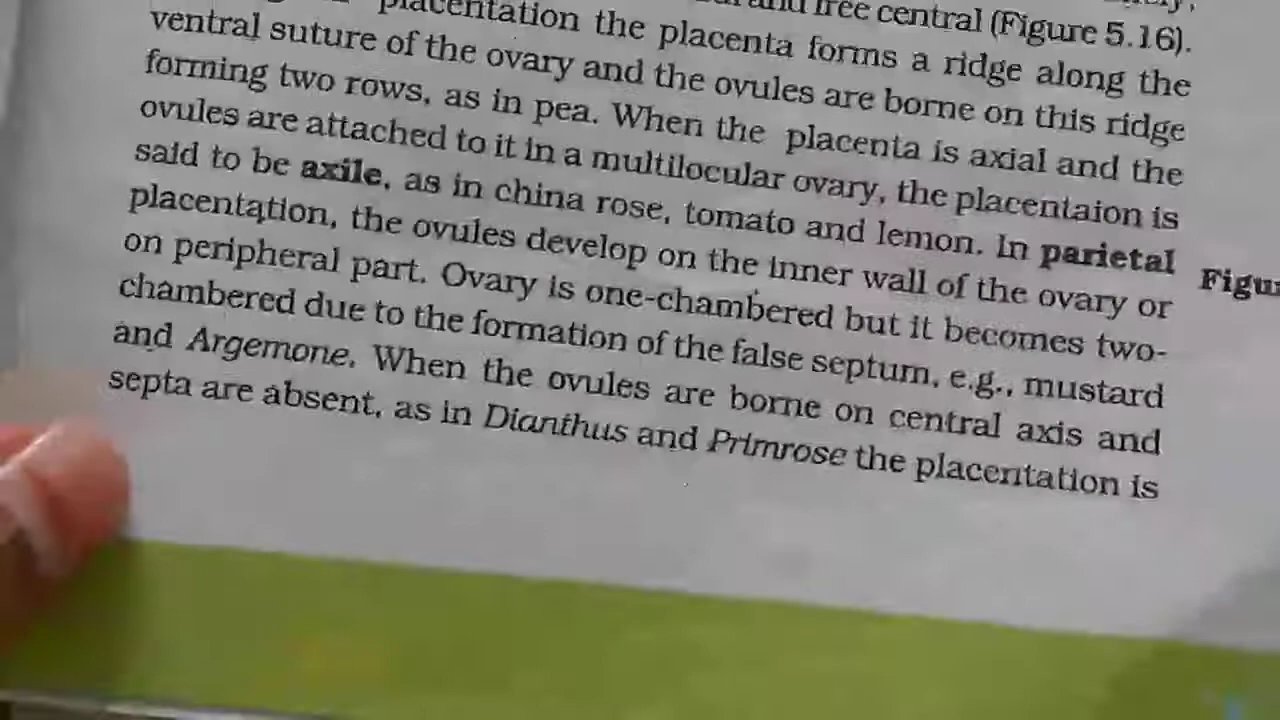 placentation the placenta forms a ridge along the
free central (Figure 5.16).
ventral suture of the ovary and the ovules are borne on this ridge
forming two rows, as in pea. When the placenta is axial and the
ovules are attached to it in a multilocular ovary, the placentaion is
said to be axile, as in china rose, tomato and lemon. In parietal
placentation, the ovules develop on the inner wall of the ovary or
on peripheral part. Ovary is one-chambered but it becomes two-
chambered due to the formation of the false septum, e.g., mustard
and Argemone. When the ovules are borne on central axis and
septa are absent, as in Dianthus and Primrose the placentation is